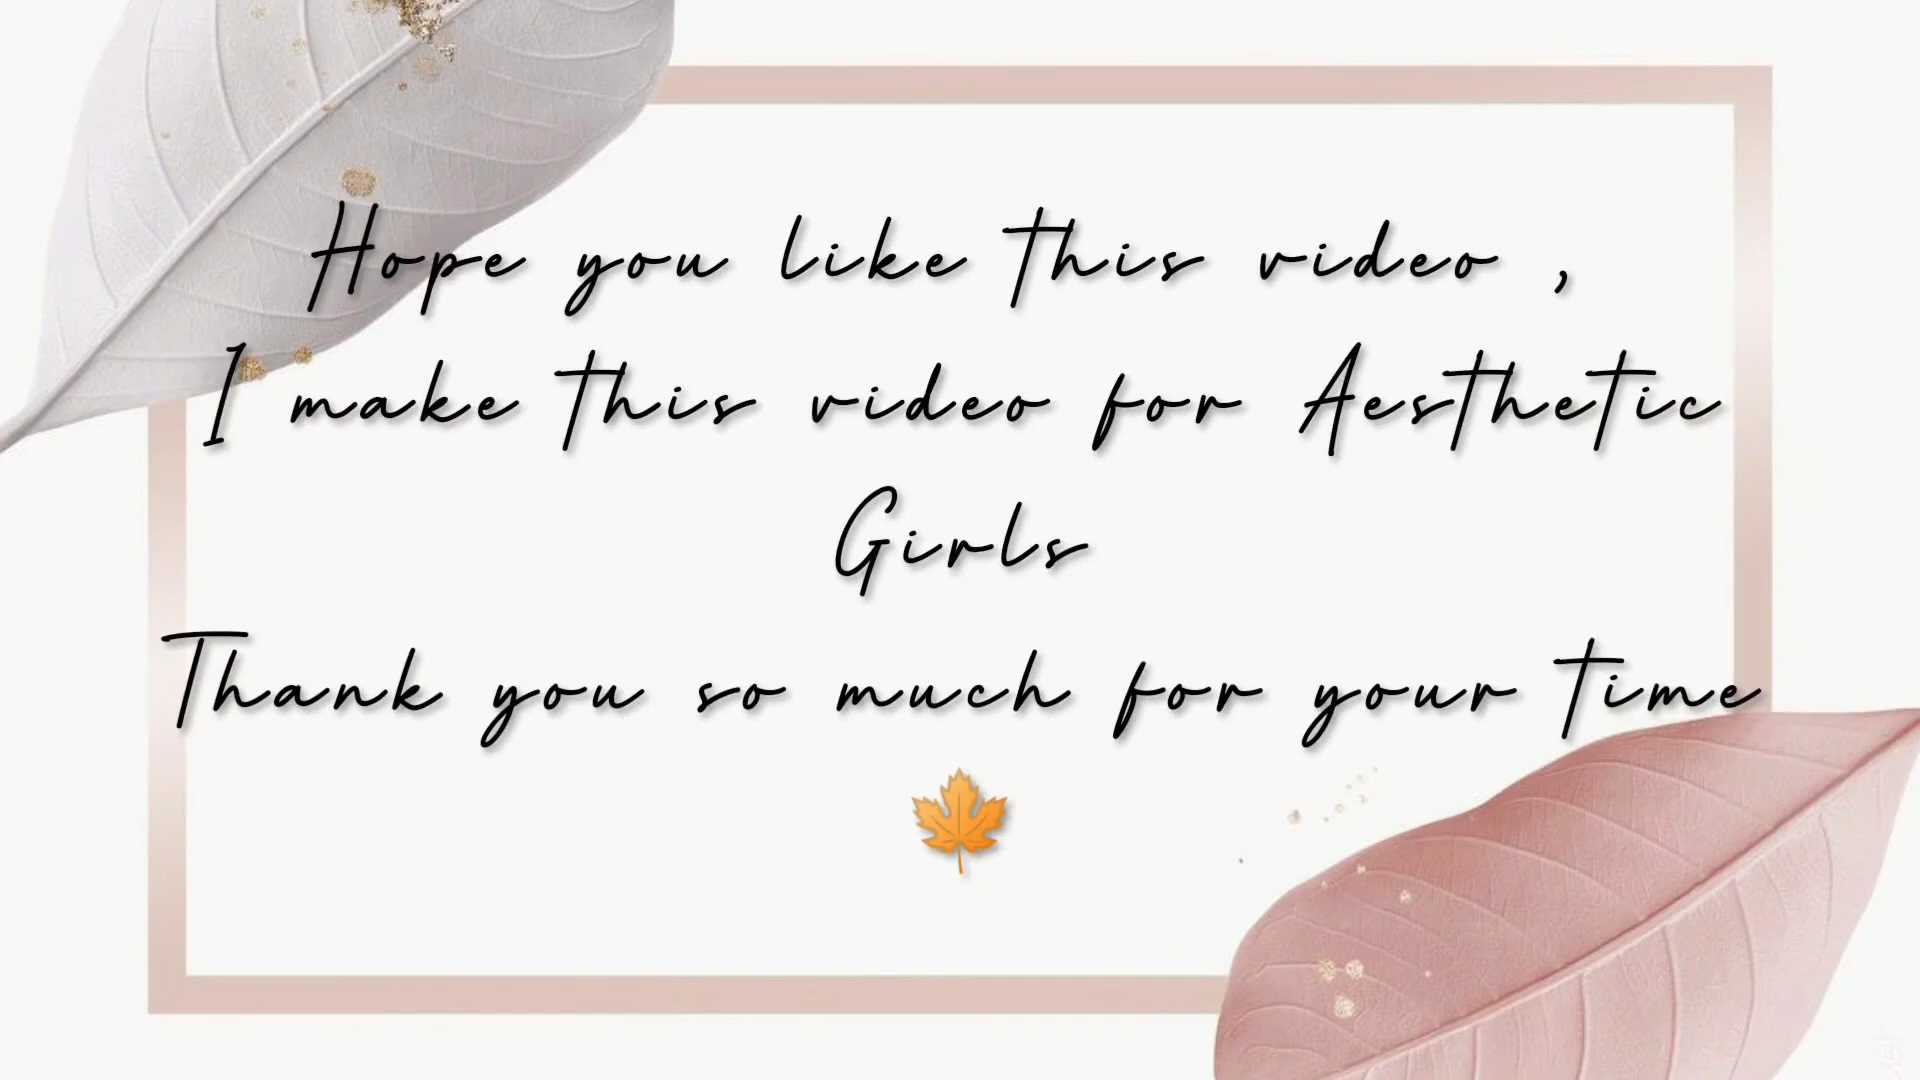 Hope you like this video ,
I make this video for Aesthetic
Girls
Thank you so much for your time
🍁